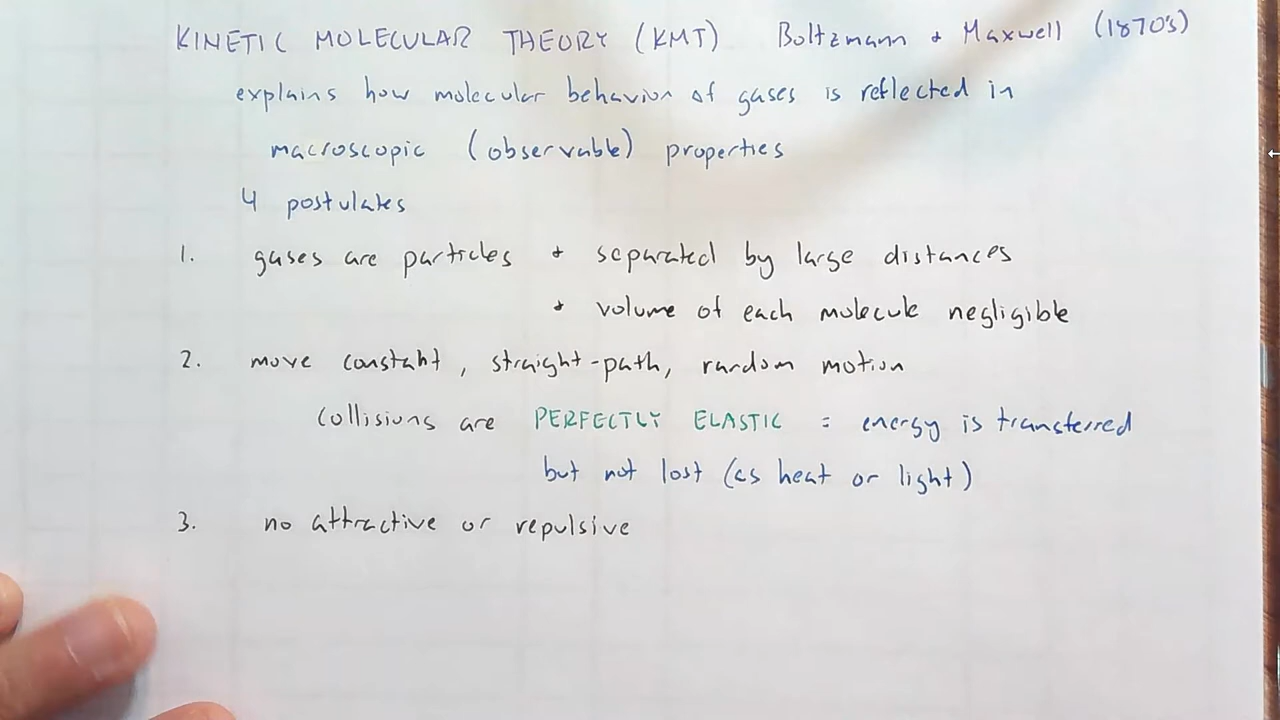 KINETIC MOLECULAR THEORY (KMT) Boltzmann + Maxwell (1870's)
explains how molecular behavior of gases is reflected in
macroscopic (observable) properties
4 postulates
1. gases are particles + separated by large distances
+ volume of each molecule negligible
2. move constant, straight-path, random motion
collisions are PERFECTLY ELASTIC = energy is transferred
but not lost (as heat or light)
3. no attractive or repulsive